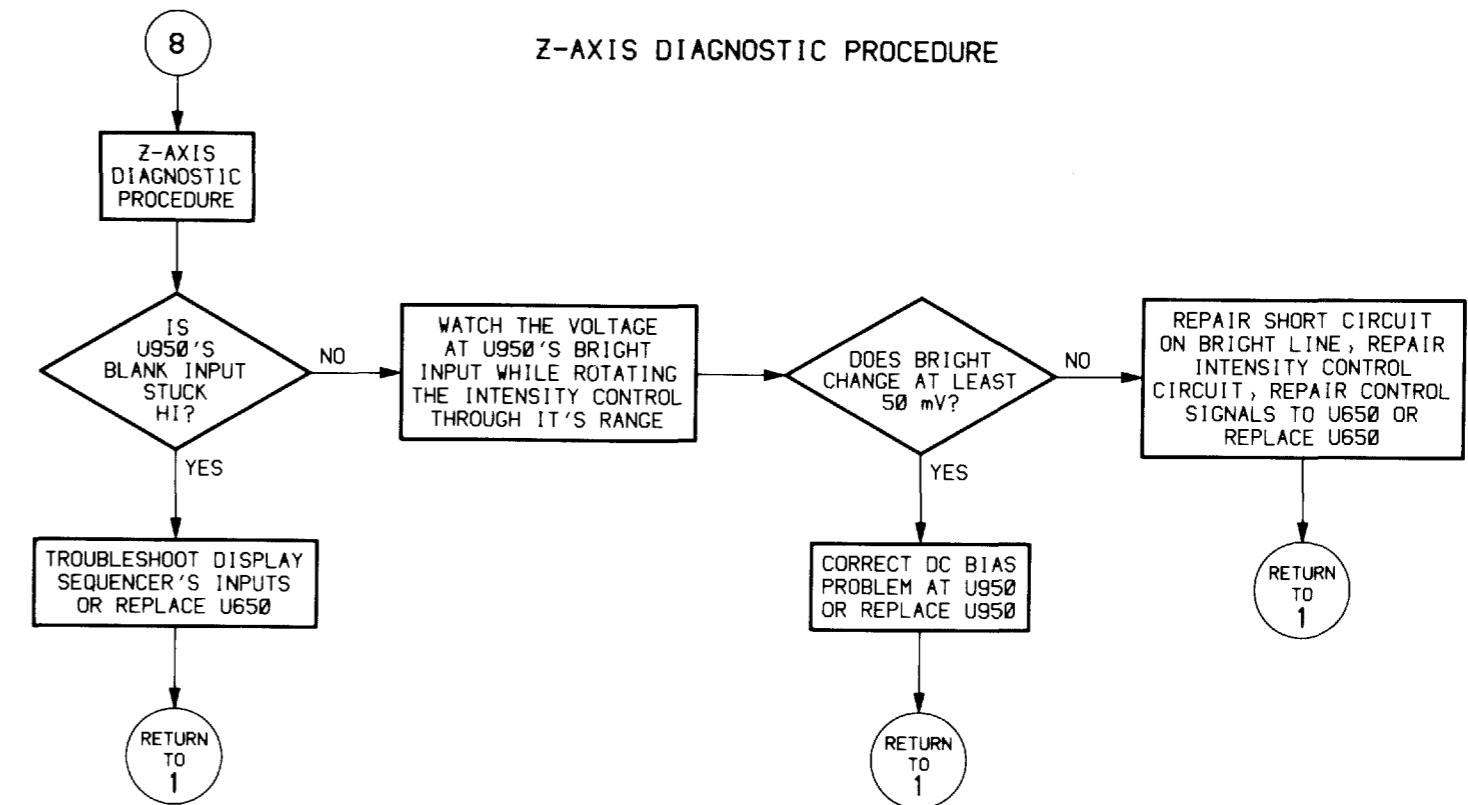 8
Z-AXIS DIAGNOSTIC PROCEDURE
Z-AXIS
DIAGNOSTIC
PROCEDURE
IS
U950'S
BLANK INPUT
STUCK
HI?
NO
YES
WATCH THE VOLTAGE
AT U950'S BRIGHT
INPUT WHILE ROTATING
THE INTENSITY CONTROL
THROUGH IT'S RANGE
DOES BRIGHT
CHANGE AT LEAST
50 mV?
NO
YES
REPAIR SHORT CIRCUIT
ON BRIGHT LINE, REPAIR
INTENSITY CONTROL
CIRCUIT, REPAIR CONTROL
SIGNALS TO U650 OR
REPLACE U650
TROUBLESHOOT DISPLAY
SEQUENCER'S INPUTS
OR REPLACE U650
CORRECT DC BIAS
PROBLEM AT U950
OR REPLACE U950
RETURN
TO
1
RETURN
TO
1
RETURN
TO
1